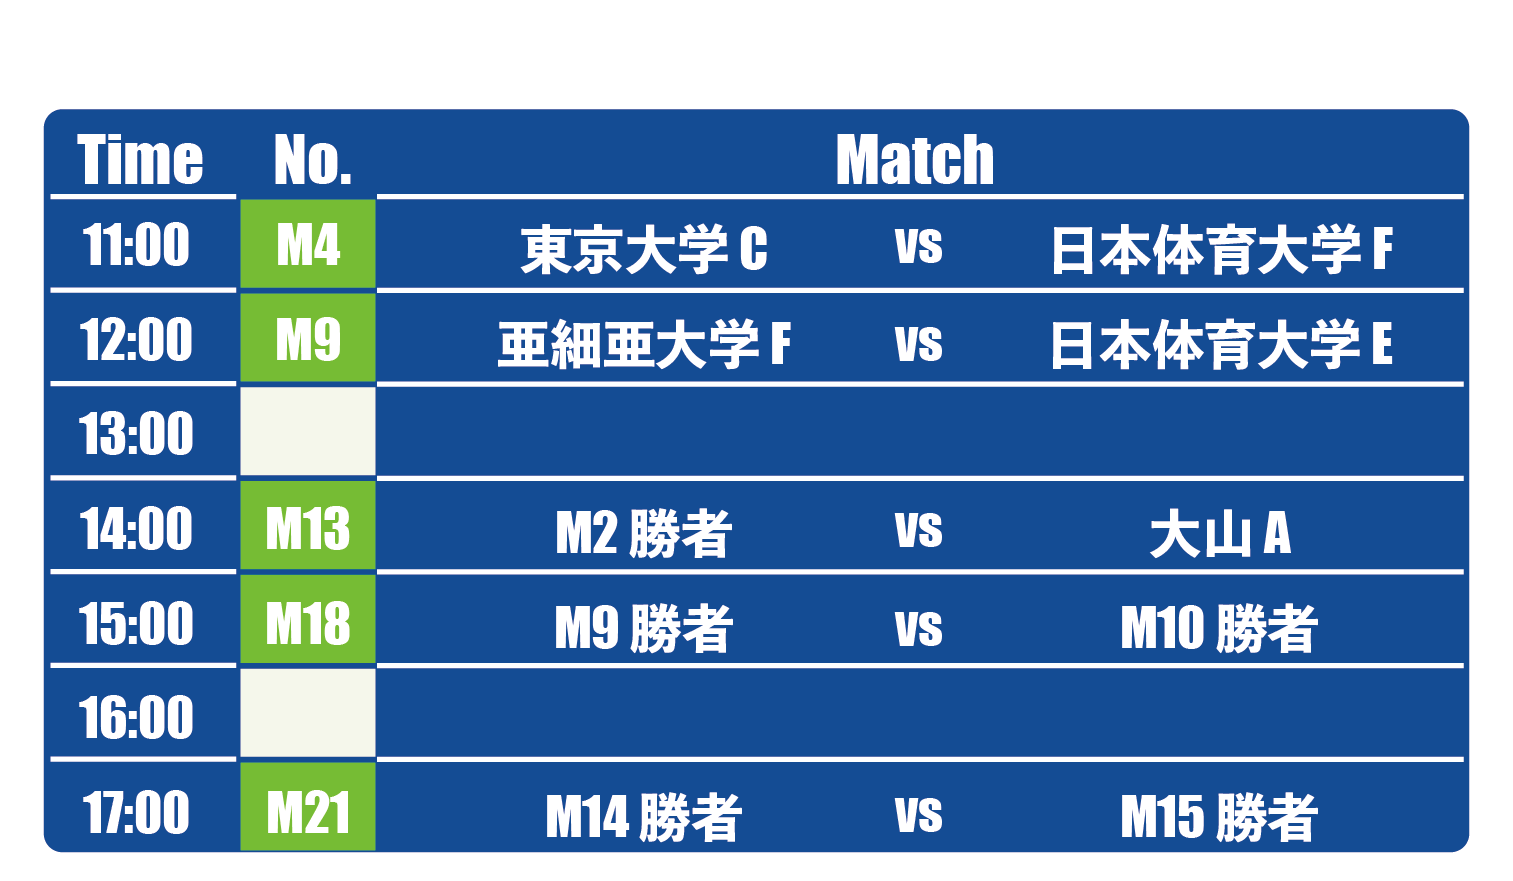 Time No. Match
11:00 M4 東京大学 C vs 日本体育大学 F
12:00 M9 亜細亜大学 F vs 日本体育大学 E
13:00
14:00 M13 M2 勝者 vs 大山 A
15:00 M18 M9 勝者 vs M10 勝者
16:00
17:00 M21 M14 勝者 vs M15 勝者